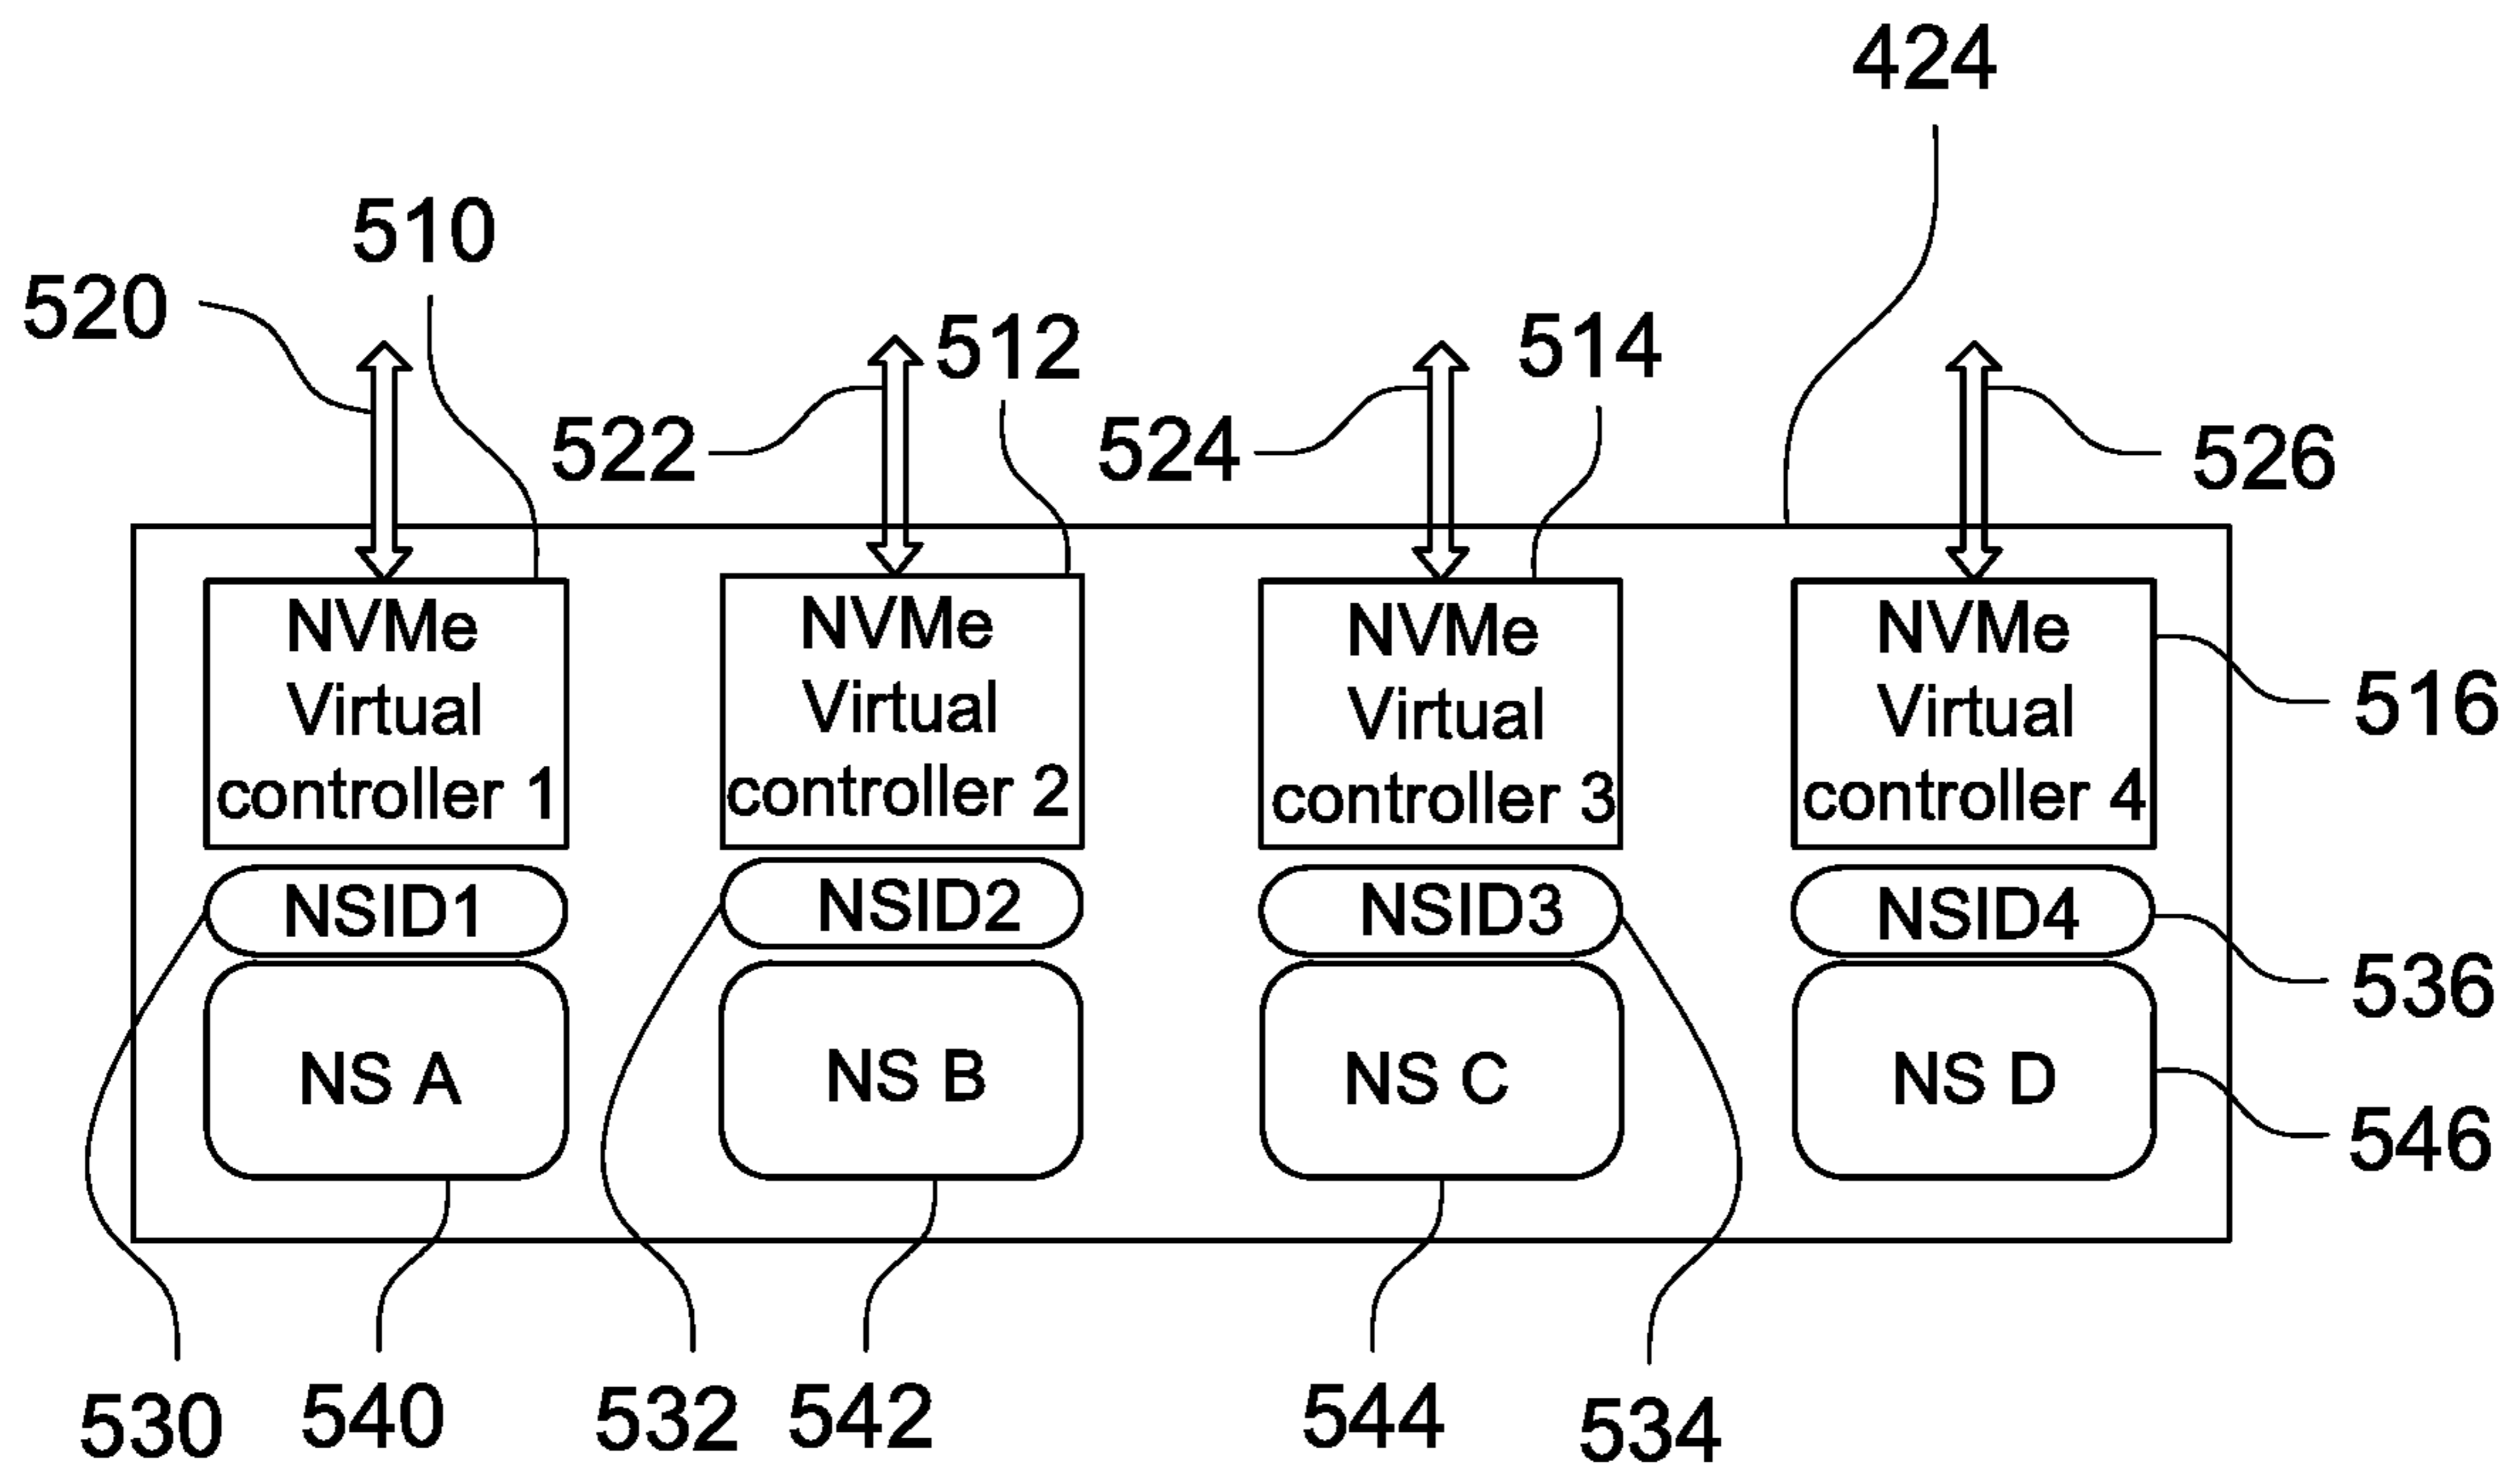 424
510
520
512
514
522
524
526
NVMe
Virtual
controller 1
NVMe
Virtual
controller 2
NVMe
Virtual
controller 3
NVMe
Virtual
controller 4
516
NSID1
NSID2
NSID3
NSID4
536
NS A
NS B
NS C
NS D
546
530
540
532
542
544
534